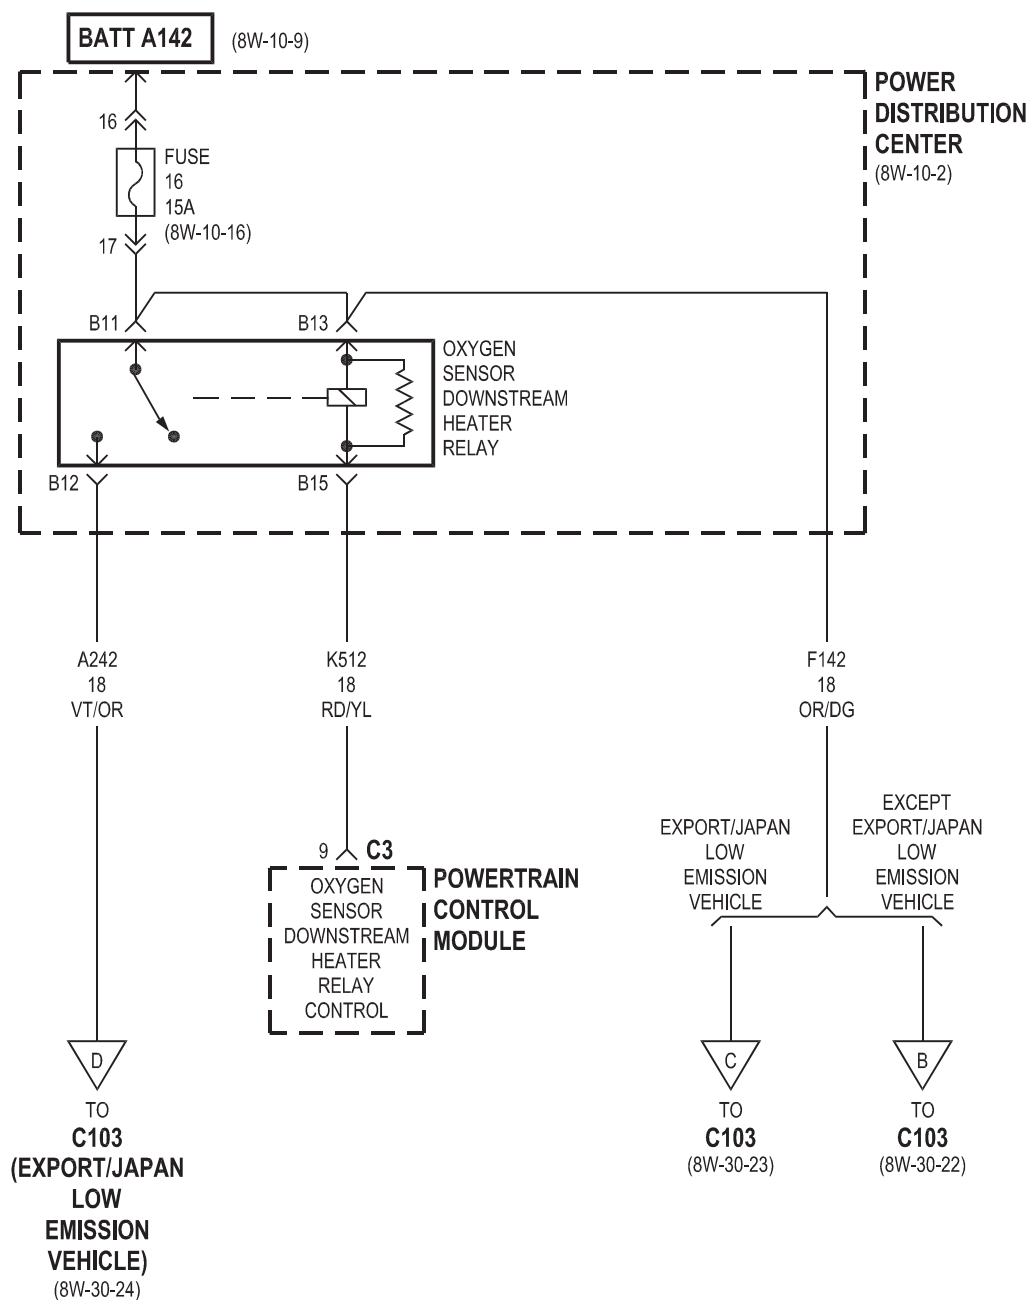 BATT A142
(8W-10-9)
POWER
DISTRIBUTION
CENTER
(8W-10-2)
16
FUSE
16
15A
(8W-10-16)
17
B11
B13
OXYGEN
SENSOR
DOWNSTREAM
HEATER
RELAY
B12
B15
A242
18
VT/OR
K512
18
RD/YL
F142
18
OR/DG
EXPORT/JAPAN
LOW
EMISSION
VEHICLE
EXCEPT
EXPORT/JAPAN
LOW
EMISSION
VEHICLE
9
C3
OXYGEN
SENSOR
DOWNSTREAM
HEATER
RELAY
CONTROL
POWERTRAIN
CONTROL
MODULE
D
TO
C103
(EXPORT/JAPAN
LOW
EMISSION
VEHICLE)
(8W-30-24)
C
TO
C103
(8W-30-23)
B
TO
C103
(8W-30-22)